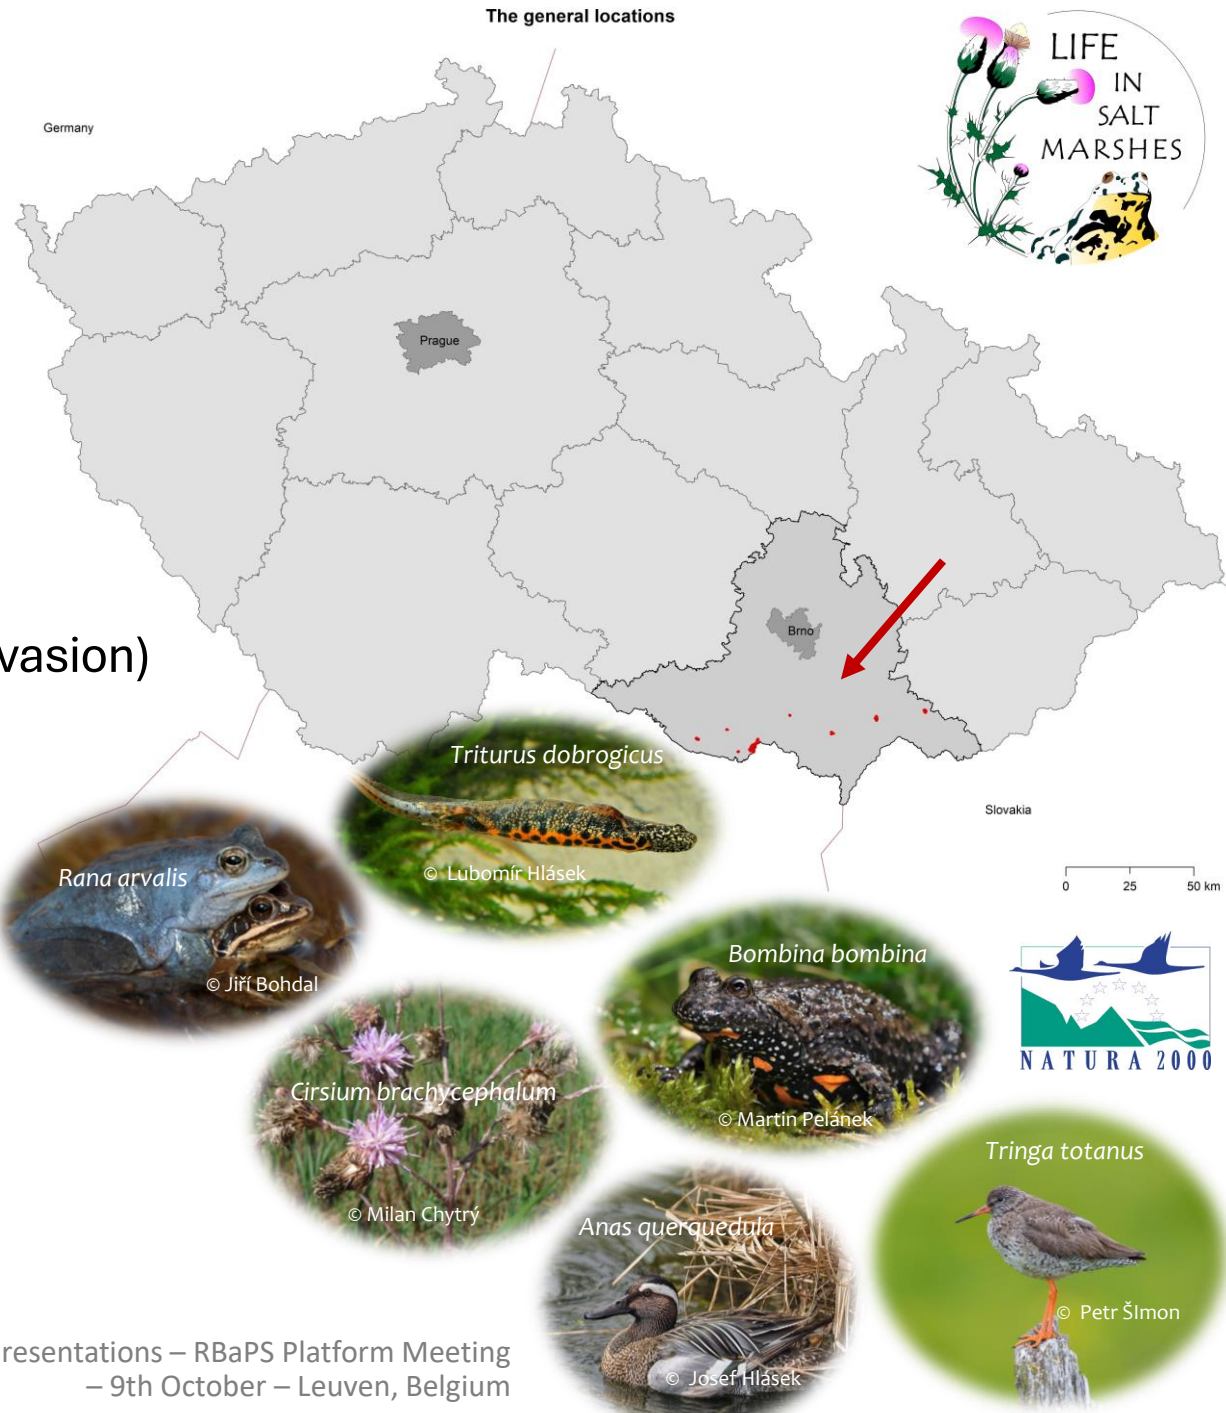 The general locations
LIFE
IN
SALT
MARSHES
Germany
Prague
Brno
vasion)
Slovakia
0 25 50 km
Triturus dobrogicus
© Lubomír Hlásek
Rana arvalis
© Jiří Bohdal
Bombina bombina
© Martin Pelánek
NATURA 2000
Cirsium brachycephalum
© Milan Chytrý
Tringa totanus
© Petr ŠImon
Anas querquedula
© Josef Hlásek
resentations – RBaPS Platform Meeting
– 9th October – Leuven, Belgium